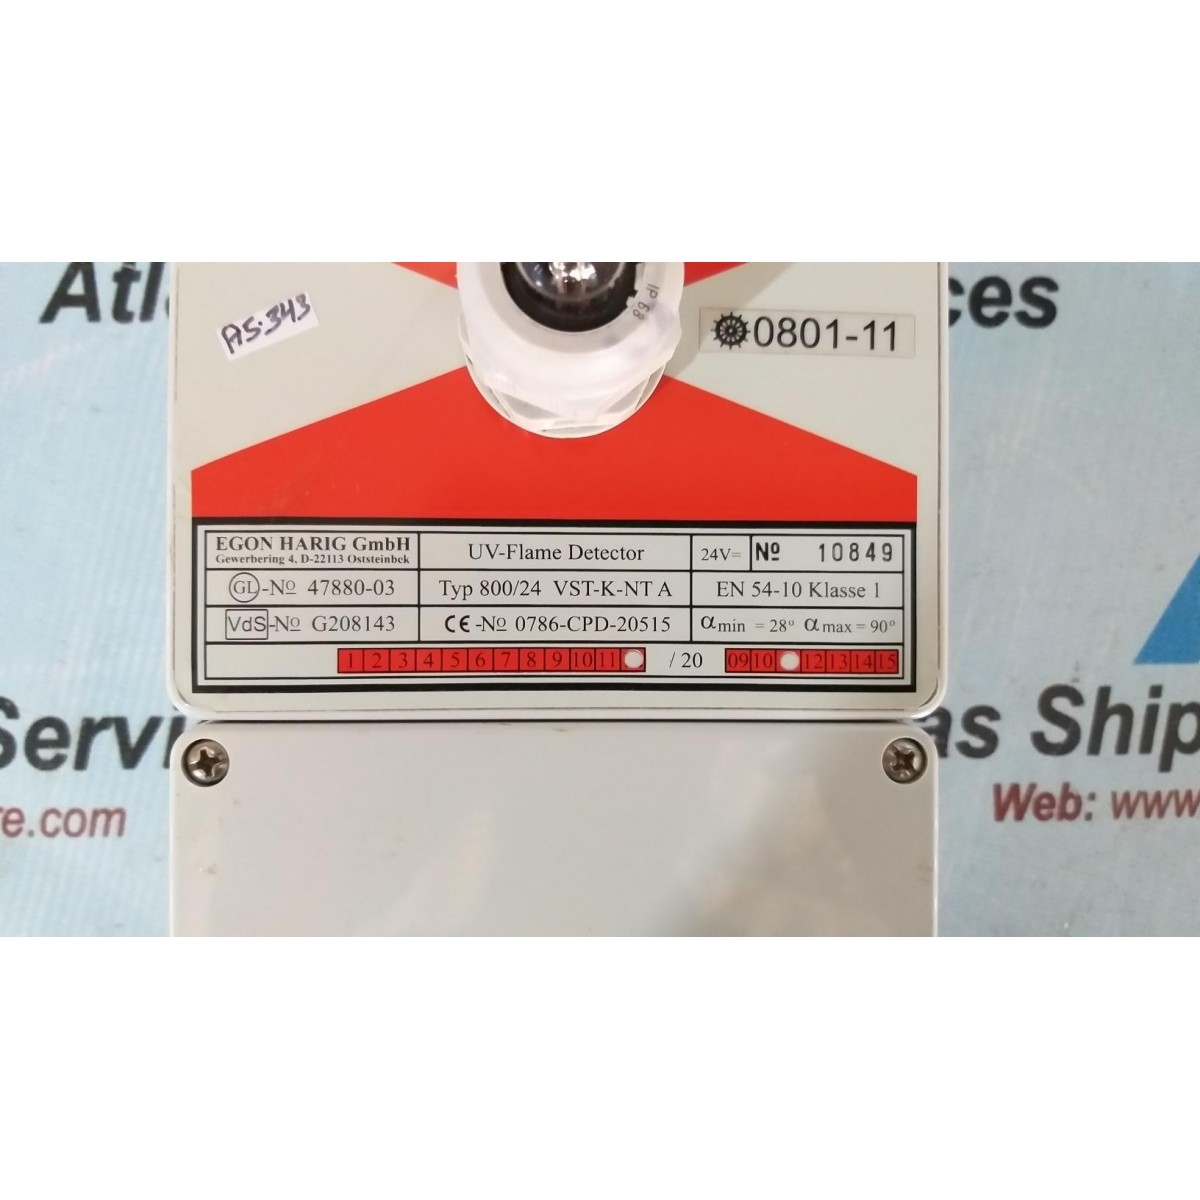 Atl
ces
AS-343
IP 68
0801-11
EGON HARIG GmbH
Gewerbering 4, D-22113 Oststeinbek
UV-Flame Detector
24V= Nº 10849
GL-Nº 47880-03
Typ 800/24 VST-K-NT A
EN 54-10 Klasse 1
VdS-Nº G208143
CE-Nº 0786-CPD-20515
αmin = 28º αmax = 90º
1 2 3 4 5 6 7 8 9 10 11 / 20 09 10 12 13 14 15
Servi
as Ship
re.com
Web: www